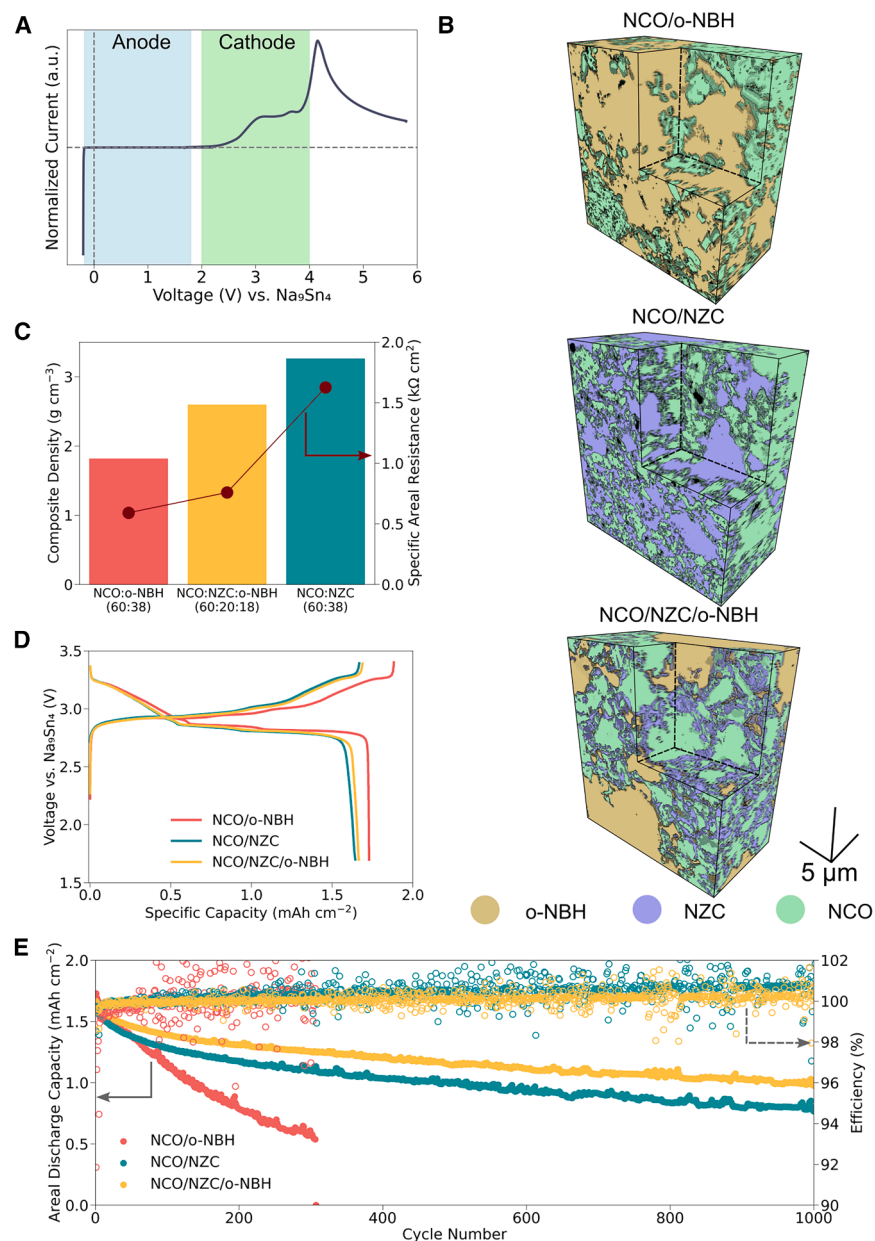 A
Anode
Cathode
Normalized Current (a.u.)
0 1 2 3 4 5 6
Voltage (V) vs. Na₉Sn₄
B
NCO/o-NBH
NCO/NZC
NCO/NZC/o-NBH
5 μm
o-NBH
NZC
NCO
C
Composite Density (g cm⁻³)
3
2
1
0
2.0
1.5
1.0
0.5
0.0
Specific Areal Resistance (kΩ cm²)
NCO:o-NBH
(60:38)
NCO:NZC:o-NBH
(60:20:18)
NCO:NZC
(60:38)
D
Voltage vs. Na₉Sn₄ (V)
3.5
3.0
2.5
2.0
1.5
NCO/o-NBH
NCO/NZC
NCO/NZC/o-NBH
0.0 0.5 1.0 1.5 2.0
Specific Capacity (mAh cm⁻²)
E
Areal Discharge Capacity (mAh cm⁻²)
2.0
1.5
1.0
0.5
0.0
NCO/o-NBH
NCO/NZC
NCO/NZC/o-NBH
102
100
98
96
94
92
90
Efficiency (%)
0 200 400 600 800 1000
Cycle Number